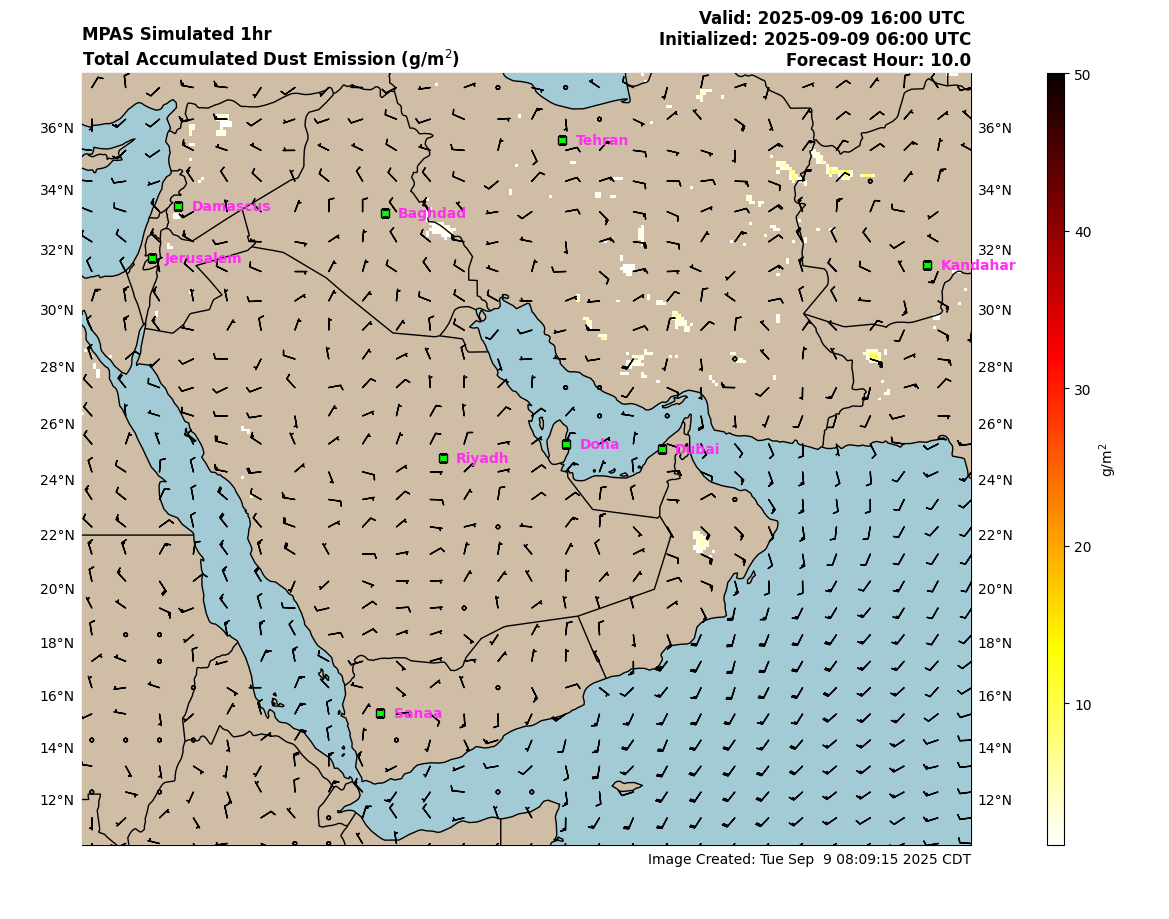 MPAS Simulated 1hr
Total Accumulated Dust Emission (g/m²)
Valid: 2025-09-09 16:00 UTC
Initialized: 2025-09-09 06:00 UTC
Forecast Hour: 10.0
36°N
34°N
32°N
30°N
28°N
26°N
24°N
22°N
20°N
18°N
16°N
14°N
12°N
Tehran
Damascus
Baghdad
Jerusalem
Kandahar
Doha
Dubai
Riyadh
Sanaa
36°N
34°N
32°N
30°N
28°N
26°N
24°N
22°N
20°N
18°N
16°N
14°N
12°N
50
40
30
20
10
g/m²
Image Created: Tue Sep  9 08:09:15 2025 CDT